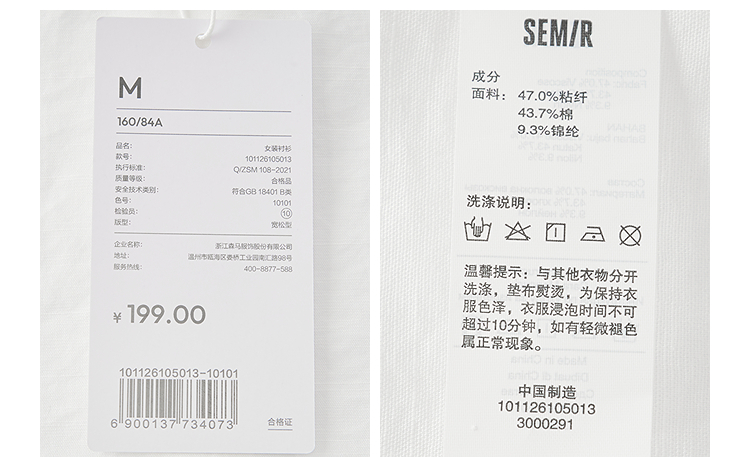 M
160/84A
品名: 女装衬衫
款号: 101126105013
执行标准: Q/ZSM 108-2021
质量等级: 合格品
安全技术类别: 符合GB 18401 B类
色号: 10101
检验员: 10
版型: 宽松型
企业名称: 浙江森马服饰股份有限公司
地址: 温州市瓯海区娄桥工业园南汇路98号
服务热线: 400-8877-588
¥ 199.00
101126105013-10101
6 900137 734073
合格证
SEMIR
成分
面料: 47.0%粘纤
43.7%棉
9.3%锦纶
洗涤说明:
温馨提示: 与其他衣物分开
洗涤, 垫布熨烫, 为保持衣
服色泽, 衣服浸泡时间不可
超过10分钟, 如有轻微褪色
属正常现象。
中国制造
101126105013
3000291